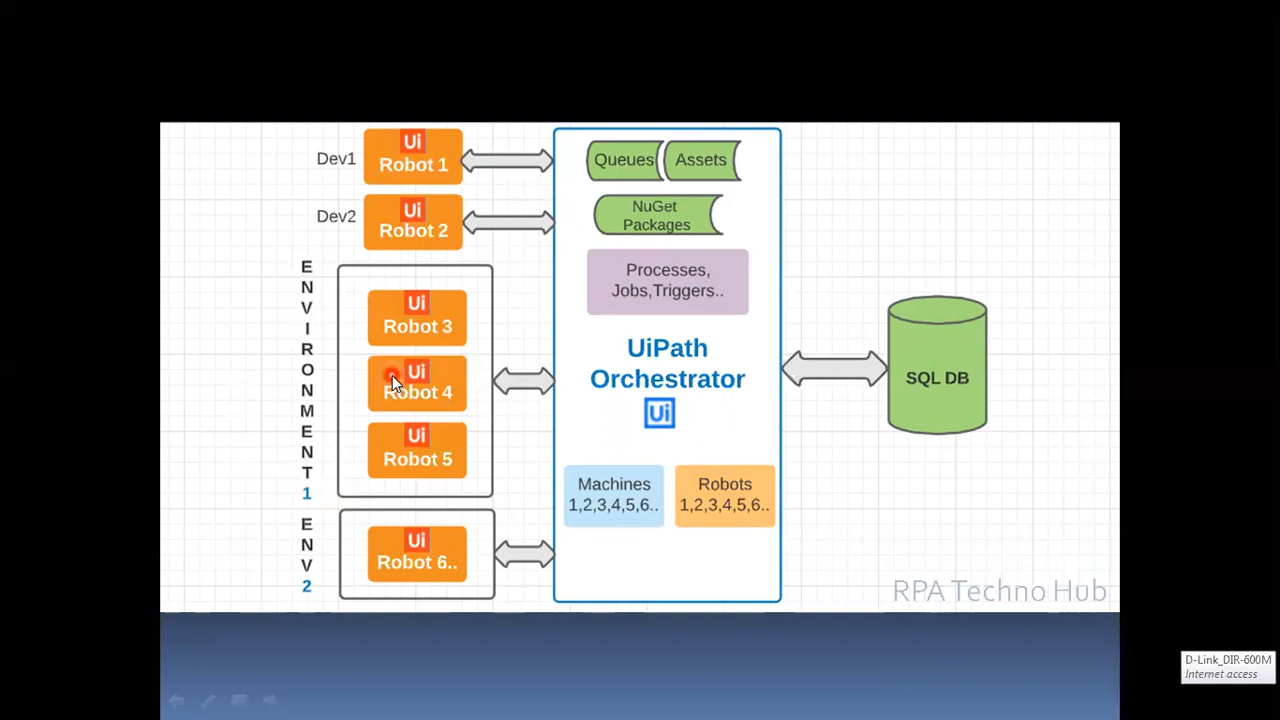 Dev1
Ui
Robot 1
Dev2
Ui
Robot 2
ENVIRONMENT
1
Ui
Robot 3
Ui
Robot 4
Ui
Robot 5
ENV
2
Ui
Robot 6..
Queues
Assets
NuGet
Packages
Processes,
Jobs,Triggers..
UiPath
Orchestrator
Ui
Machines
1,2,3,4,5,6..
Robots
1,2,3,4,5,6..
SQL DB
RPA Techno Hub
D-Link_DIR-600M
Internet access